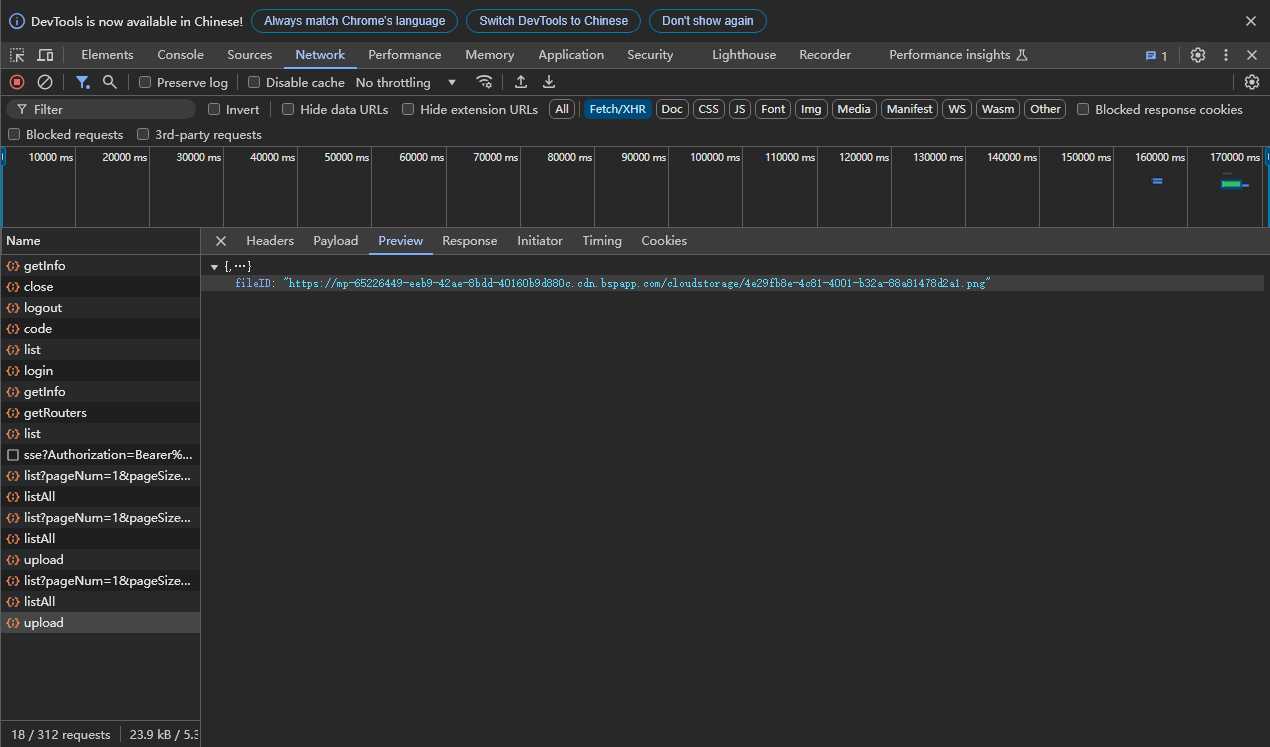 DevTools is now available in Chinese! Always match Chrome's language Switch DevTools to Chinese Don't show again
Elements Console Sources Network Performance Memory Application Security Lighthouse Recorder Performance insights 1
Preserve log Disable cache No throttling
Filter Invert Hide data URLs Hide extension URLs All Fetch/XHR Doc CSS JS Font Img Media Manifest WS Wasm Other Blocked response cookies
Blocked requests 3rd-party requests
10000 ms 20000 ms 30000 ms 40000 ms 50000 ms 60000 ms 70000 ms 80000 ms 90000 ms 100000 ms 110000 ms 120000 ms 130000 ms 140000 ms 150000 ms 160000 ms 170000 ms
Name
Headers Payload Preview Response Initiator Timing Cookies
{,…}
fileID: "https://mp-65226449-eeb9-42ae-8bdd-40160b9d880c.cdn.bspapp.com/cloudstorage/4e29fb8e-4c81-4001-b32a-88a81478d2a1.png"
getInfo
close
logout
code
list
login
getInfo
getRouters
list
sse?Authorization=Bearer%...
list?pageNum=1&pageSize...
listAll
list?pageNum=1&pageSize...
listAll
upload
list?pageNum=1&pageSize...
listAll
upload
18 / 312 requests 23.9 kB / 5.3